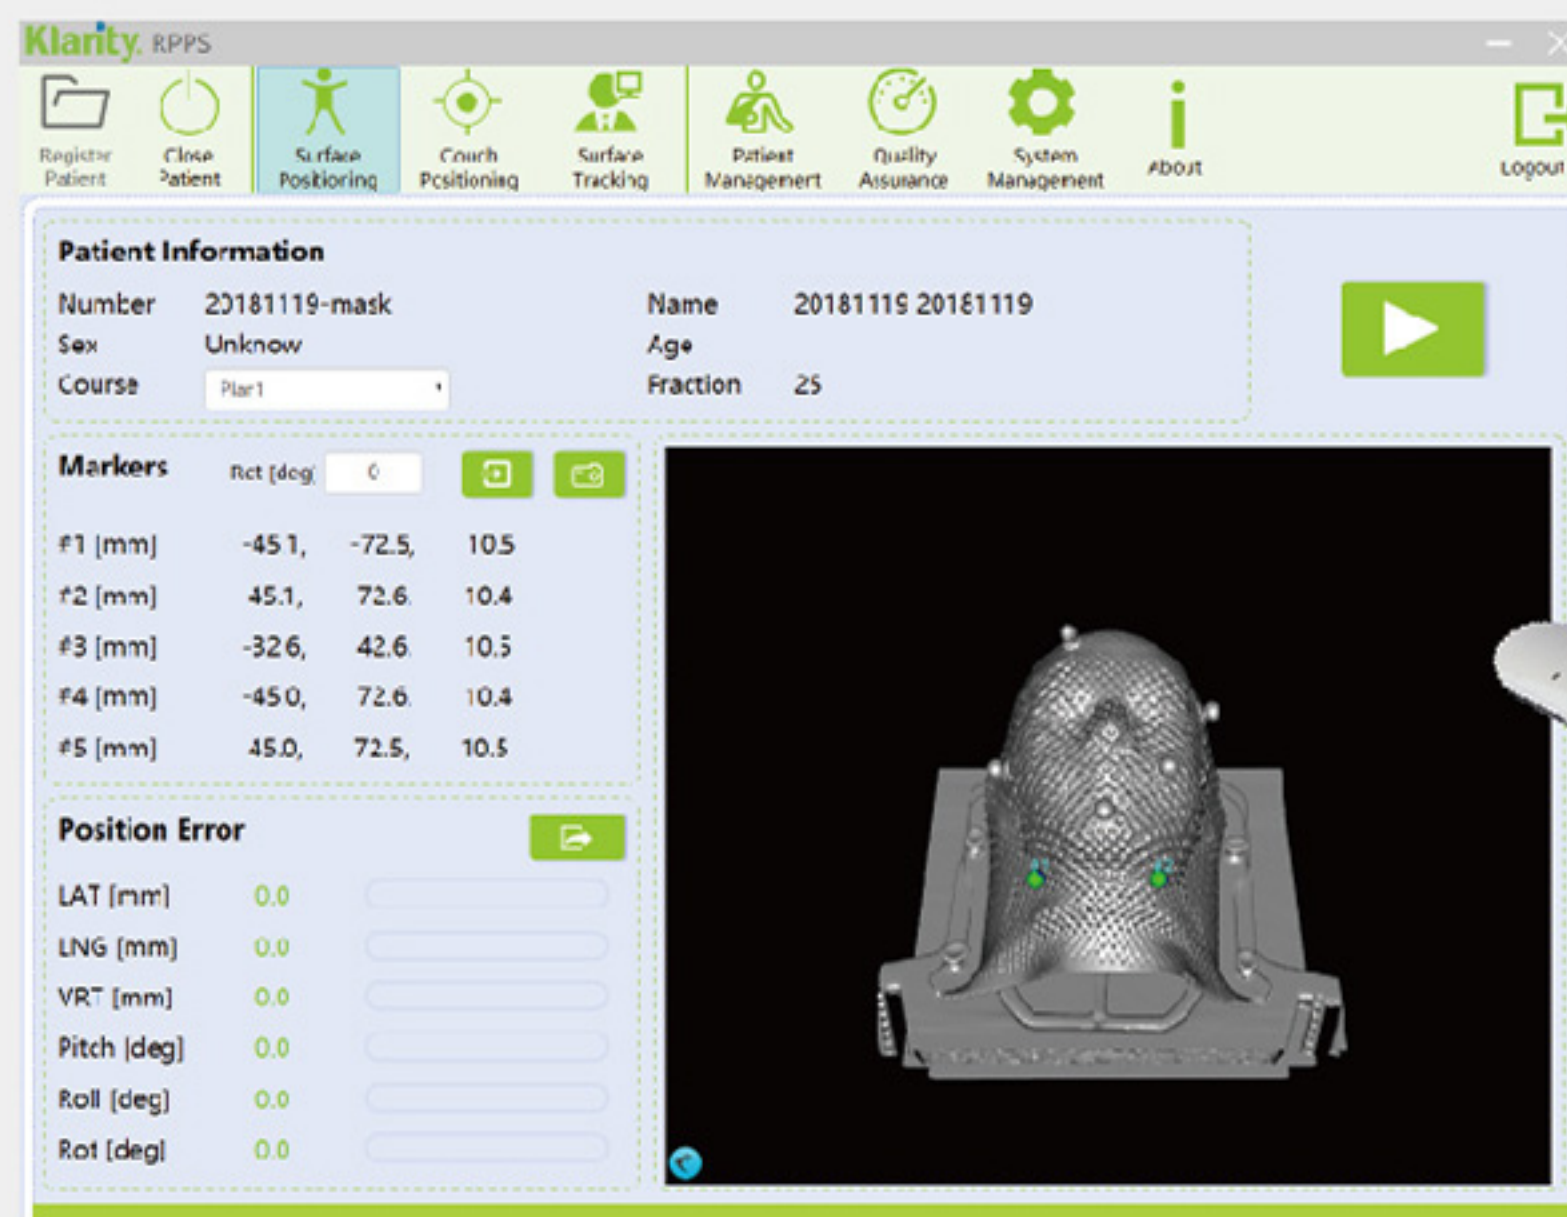 Klarity. RPPS
Register Patient
Close Patient
Surface Positioning
Couch Positioning
Surface Tracking
Patient Management
Quality Assurance
System Management
About
Logout
Patient Information
Number 20181119-mask Name 20181119 20181119
Sex Unknow Age
Course Plan1 Fraction 25
Markers Rot [deg] 0
#1 [mm] -45.1, -72.5, 10.5
#2 [mm] 45.1, 72.6, 10.4
#3 [mm] -32.6, 42.6, 10.5
#4 [mm] -45.0, 72.6, 10.4
#5 [mm] 45.0, 72.5, 10.5
Position Error
LAT [mm] 0.0
LNG [mm] 0.0
VRT [mm] 0.0
Pitch [deg] 0.0
Roll [deg] 0.0
Rot [deg] 0.0